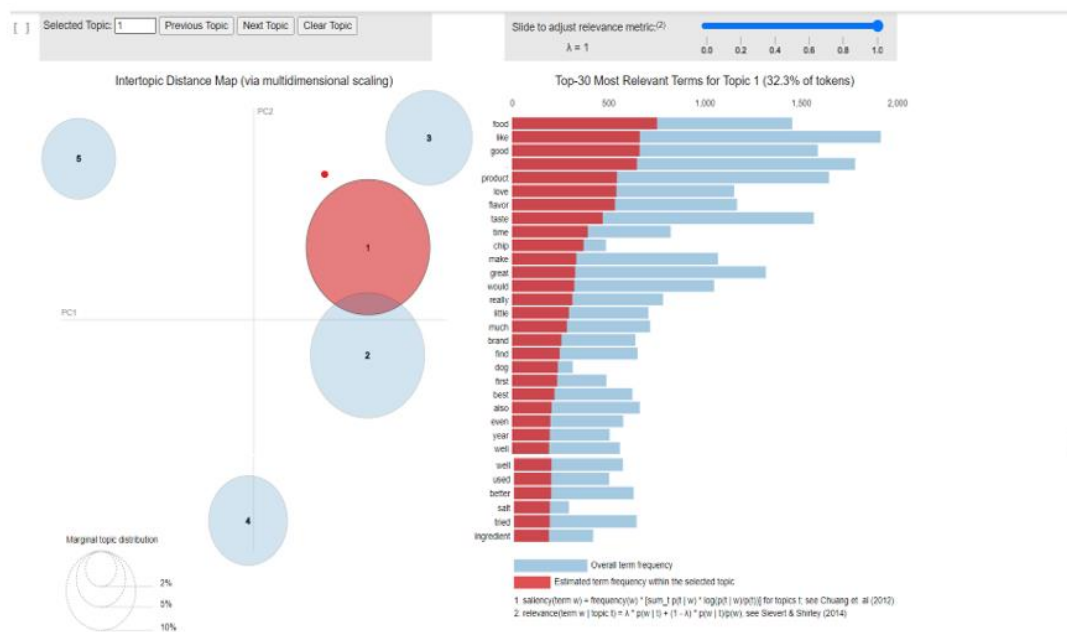 [ ]
Selected Topic: 1 Previous Topic Next Topic Clear Topic
Slide to adjust relevance metric:(2)
λ = 1
0.0 0.2 0.4 0.6 0.8 1.0
Intertopic Distance Map (via multidimensional scaling)
PC2
PC1
5
3
1
2
4
Marginal topic distribution
2%
5%
10%
Top-30 Most Relevant Terms for Topic 1 (32.3% of tokens)
0 500 1,000 1,500 2,000
food
like
good
product
love
flavor
taste
time
chip
make
great
would
really
little
much
brand
find
dog
first
best
also
even
year
well
well
used
better
salt
tried
ingredient
Overall term frequency
Estimated term frequency within the selected topic
1. saliency(term w) = frequency(w) * [sum_t p(t | w) * log(p(t | w)/p(t))] for topics t; see Chuang et. al (2012)
2. relevance(term w | topic t) = λ * p(w | t) + (1 - λ) * p(w | t)/p(w); see Sievert & Shirley (2014)